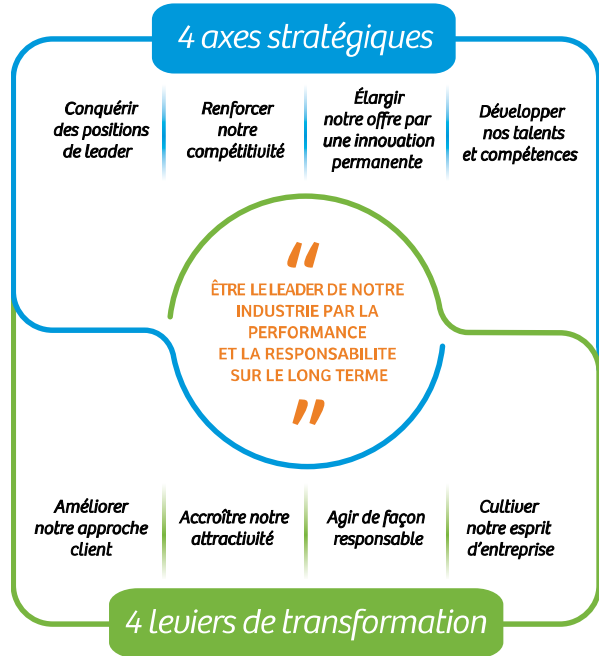 4 axes stratégiques
Conquérir
des positions
de leader
Renforcer
notre
compétitivité
Élargir
notre offre par
une innovation
permanente
Développer
nos talents
et compétences
“
ÊTRE LE LEADER DE NOTRE
INDUSTRIE PAR LA
PERFORMANCE
ET LA RESPONSABILITE
SUR LE LONG TERME
”
Améliorer
notre approche
client
Accroître notre
attractivité
Agir de façon
responsable
Cultiver
notre esprit
d'entreprise
4 leviers de transformation